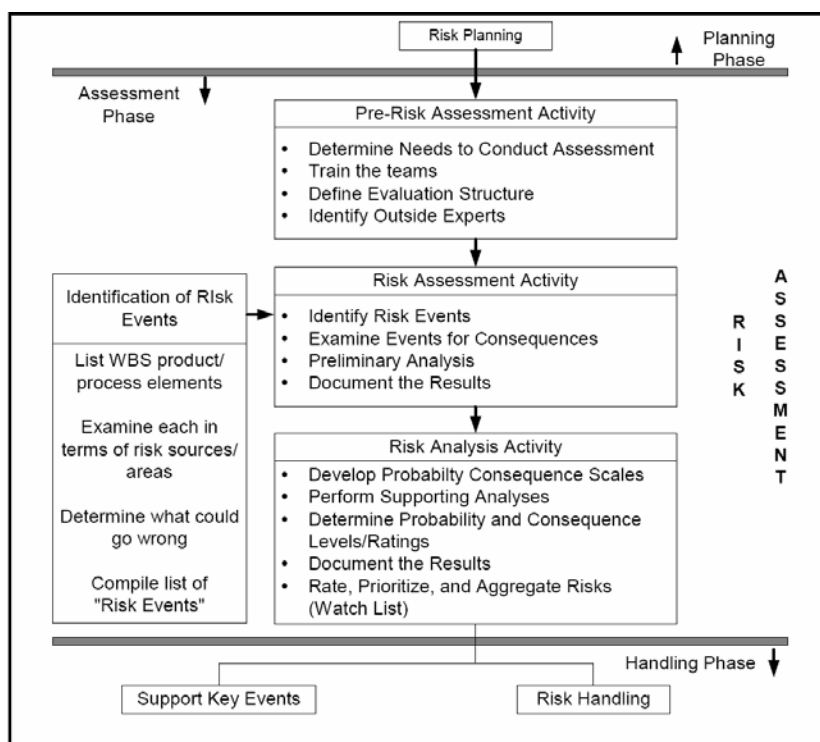 Risk Planning
Planning
Phase
Assessment
Phase
Pre-Risk Assessment Activity
• Determine Needs to Conduct Assessment
• Train the teams
• Define Evaluation Structure
• Identify Outside Experts
Identification of RIsk
Events
List WBS product/
process elements
Examine each in
terms of risk sources/
areas
Determine what could
go wrong
Compile list of
"Risk Events"
Risk Assessment Activity
• Identify Risk Events
• Examine Events for Consequences
• Preliminary Analysis
• Document the Results
Risk Analysis Activity
• Develop Probabilty Consequence Scales
• Perform Supporting Analyses
• Determine Probability and Consequence
Levels/Ratings
• Document the Results
• Rate, Prioritize, and Aggregate Risks
(Watch List)
RISK
ASSESSMENT
Handling Phase
Support Key Events
Risk Handling